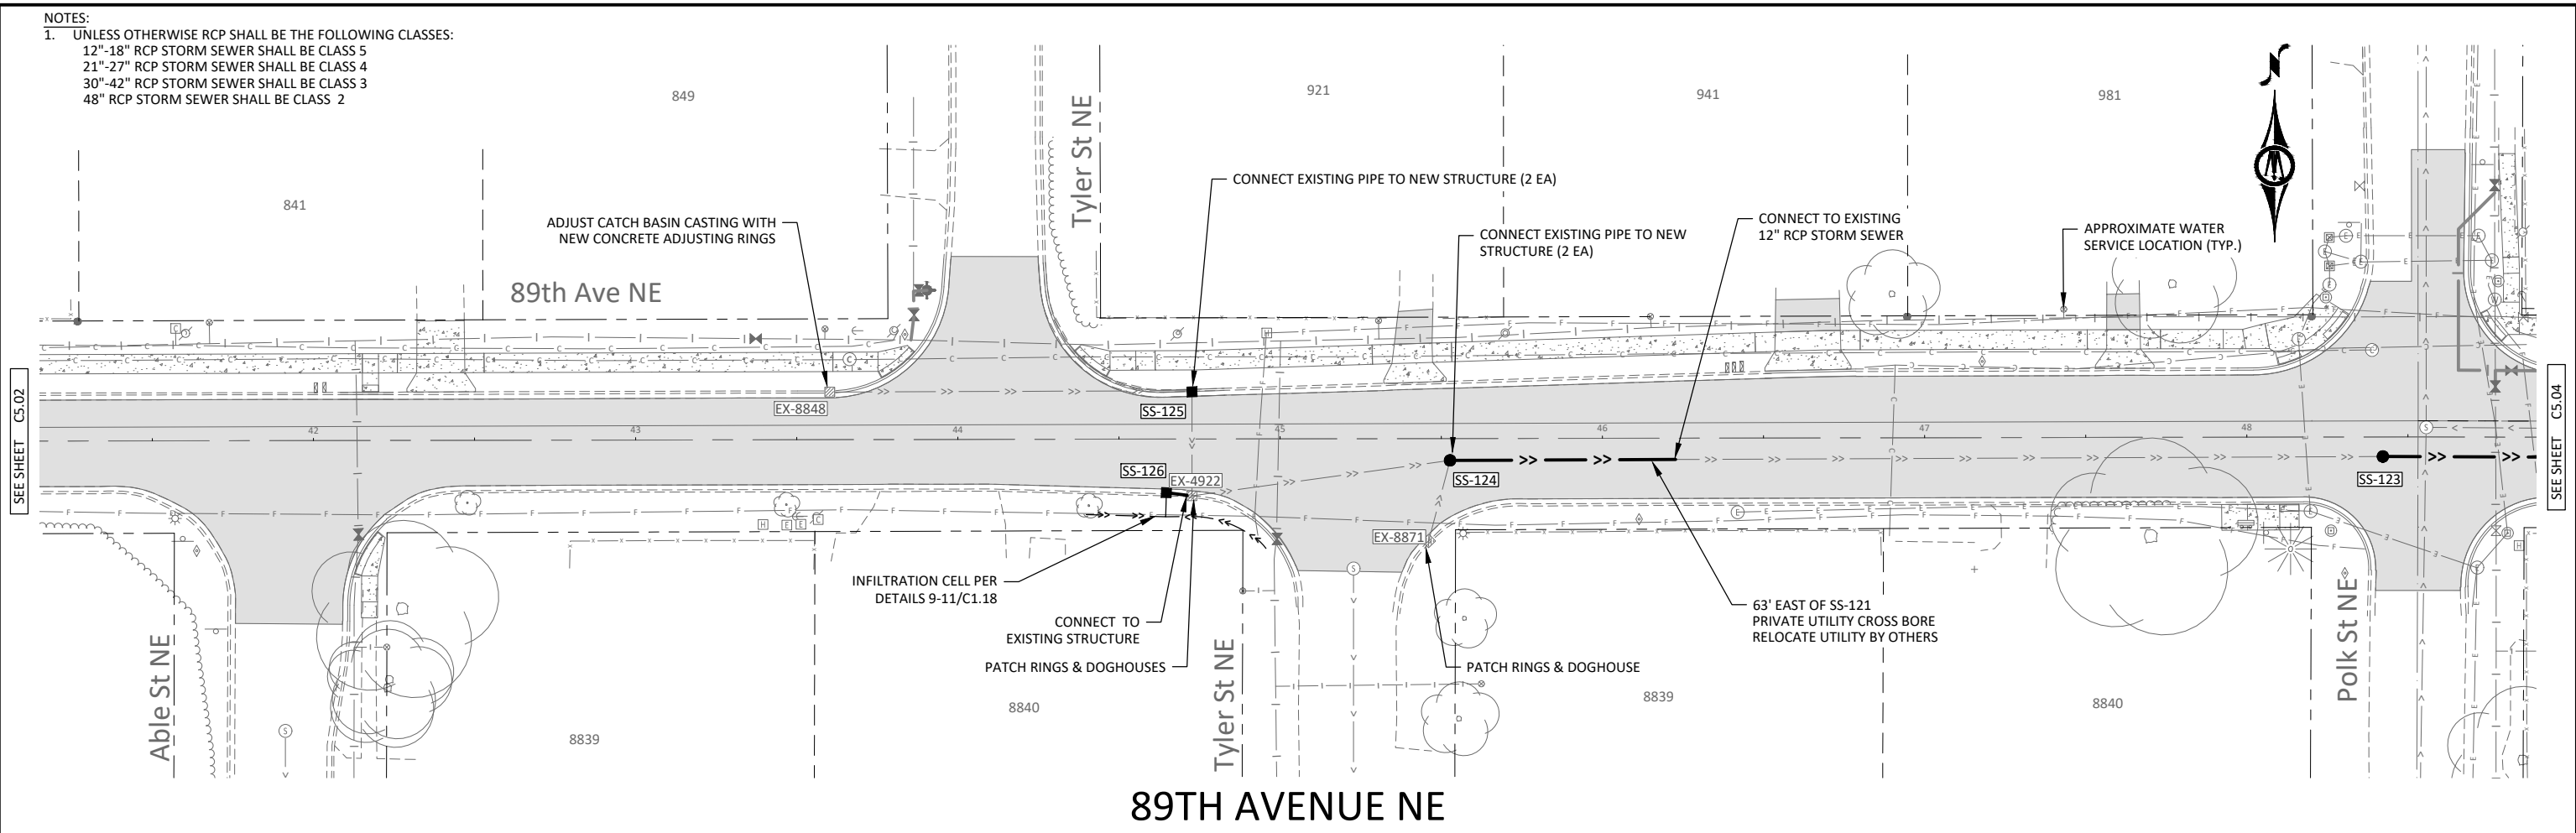 NOTES:
1. UNLESS OTHERWISE RCP SHALL BE THE FOLLOWING CLASSES:
12"-18" RCP STORM SEWER SHALL BE CLASS 5
21"-27" RCP STORM SEWER SHALL BE CLASS 4
30"-42" RCP STORM SEWER SHALL BE CLASS 3
48" RCP STORM SEWER SHALL BE CLASS 2
849
921
941
981
841
Tyler St NE
N
CONNECT EXISTING PIPE TO NEW STRUCTURE (2 EA)
ADJUST CATCH BASIN CASTING WITH
NEW CONCRETE ADJUSTING RINGS
CONNECT EXISTING PIPE TO NEW
STRUCTURE (2 EA)
CONNECT TO EXISTING
12" RCP STORM SEWER
APPROXIMATE WATER
SERVICE LOCATION (TYP.)
89th Ave NE
SEE SHEET C5.02
SEE SHEET C5.04
EX-8848
SS-125
42
43
44
45
46
47
48
SS-126
EX-4922
SS-124
SS-123
EX-8871
INFILTRATION CELL PER
DETAILS 9-11/C1.18
CONNECT TO
EXISTING STRUCTURE
PATCH RINGS & DOGHOUSES
PATCH RINGS & DOGHOUSE
63' EAST OF SS-121
PRIVATE UTILITY CROSS BORE
RELOCATE UTILITY BY OTHERS
Able St NE
Tyler St NE
Polk St NE
8839
8840
8839
8840
89TH AVENUE NE